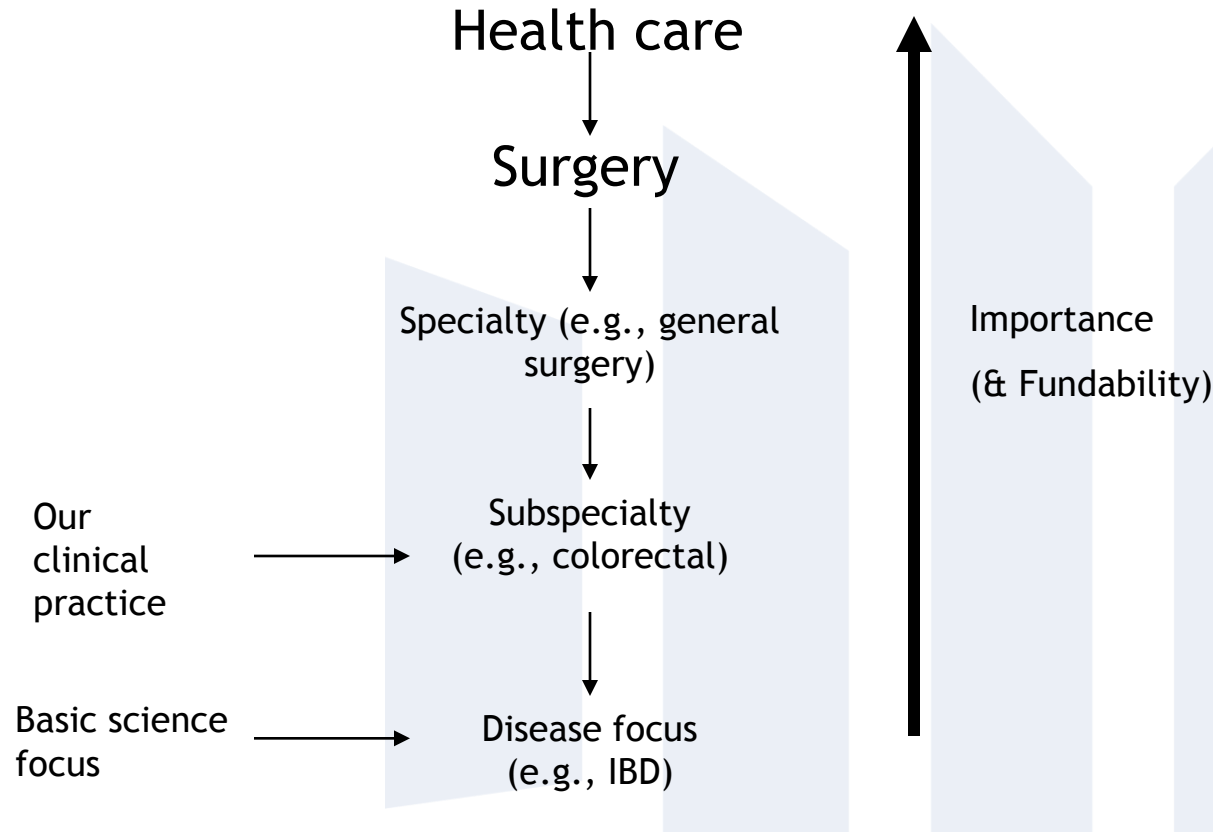 Health care
Surgery
Specialty (e.g., general
surgery)
Importance
(& Fundability)
Our
clinical
practice
Subspecialty
(e.g., colorectal)
Basic science
focus
Disease focus
(e.g., IBD)